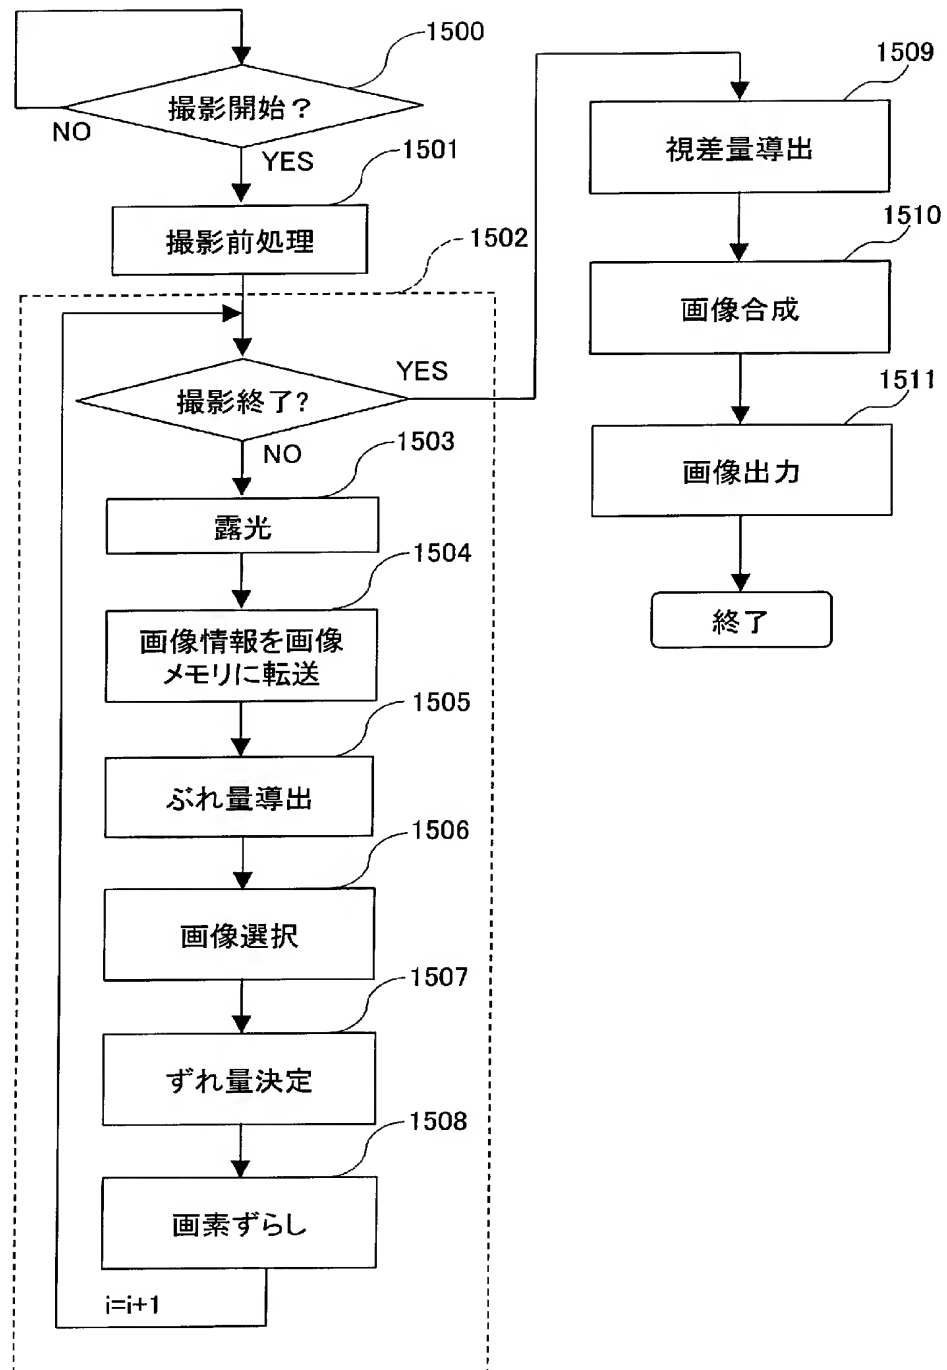 1500
撮影開始？
NO
YES
1501
撮影前処理
1502
撮影終了?
YES
NO
1503
露光
1504
画像情報を画像
メモリに転送
1505
ぶれ量導出
1506
画像選択
1507
ずれ量決定
1508
画素ずらし
i=i+1
1509
視差量導出
1510
画像合成
1511
画像出力
終了